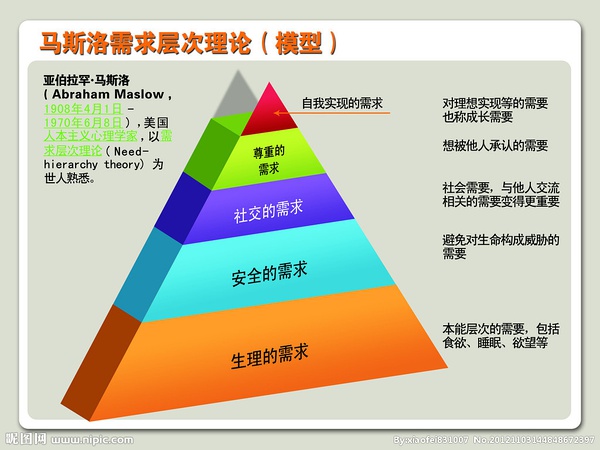 马斯洛需求层次理论（模型）
亚伯拉罕·马斯洛
( Abraham Maslow ,
1908年4月1日 -
1970年6月8日 ) , 美国
人本主义心理学家 , 以需
求层次理论 ( Need-
hierarchy theory) 为
世人熟悉。
自我实现的需求
对理想实现等的需要
也称成长需要
尊重的
需求
想被他人承认的需要
社交的需求
社会需要，与他人交流
相关的需要变得更重要
安全的需求
避免对生命构成威胁的
需要
生理的需求
本能层次的需要，包括
食欲、睡眠、欲望等
昵图网 www.nipic.com
By:xiaofei831007 No.20121103144848672397